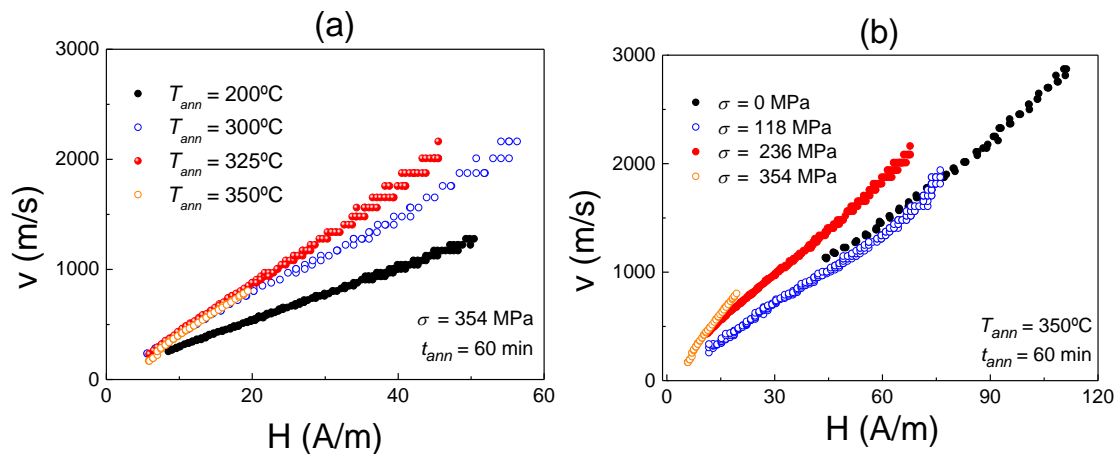 (a)
3000
2000
1000
0
v (m/s)
T_ann = 200ºC
T_ann = 300ºC
T_ann = 325ºC
T_ann = 350ºC
σ = 354 MPa
t_ann = 60 min
0 20 40 60
H (A/m)
(b)
3000
2000
1000
0
v (m/s)
σ = 0 MPa
σ = 118 MPa
σ = 236 MPa
σ = 354 MPa
T_ann = 350ºC
t_ann = 60 min
0 30 60 90 120
H (A/m)